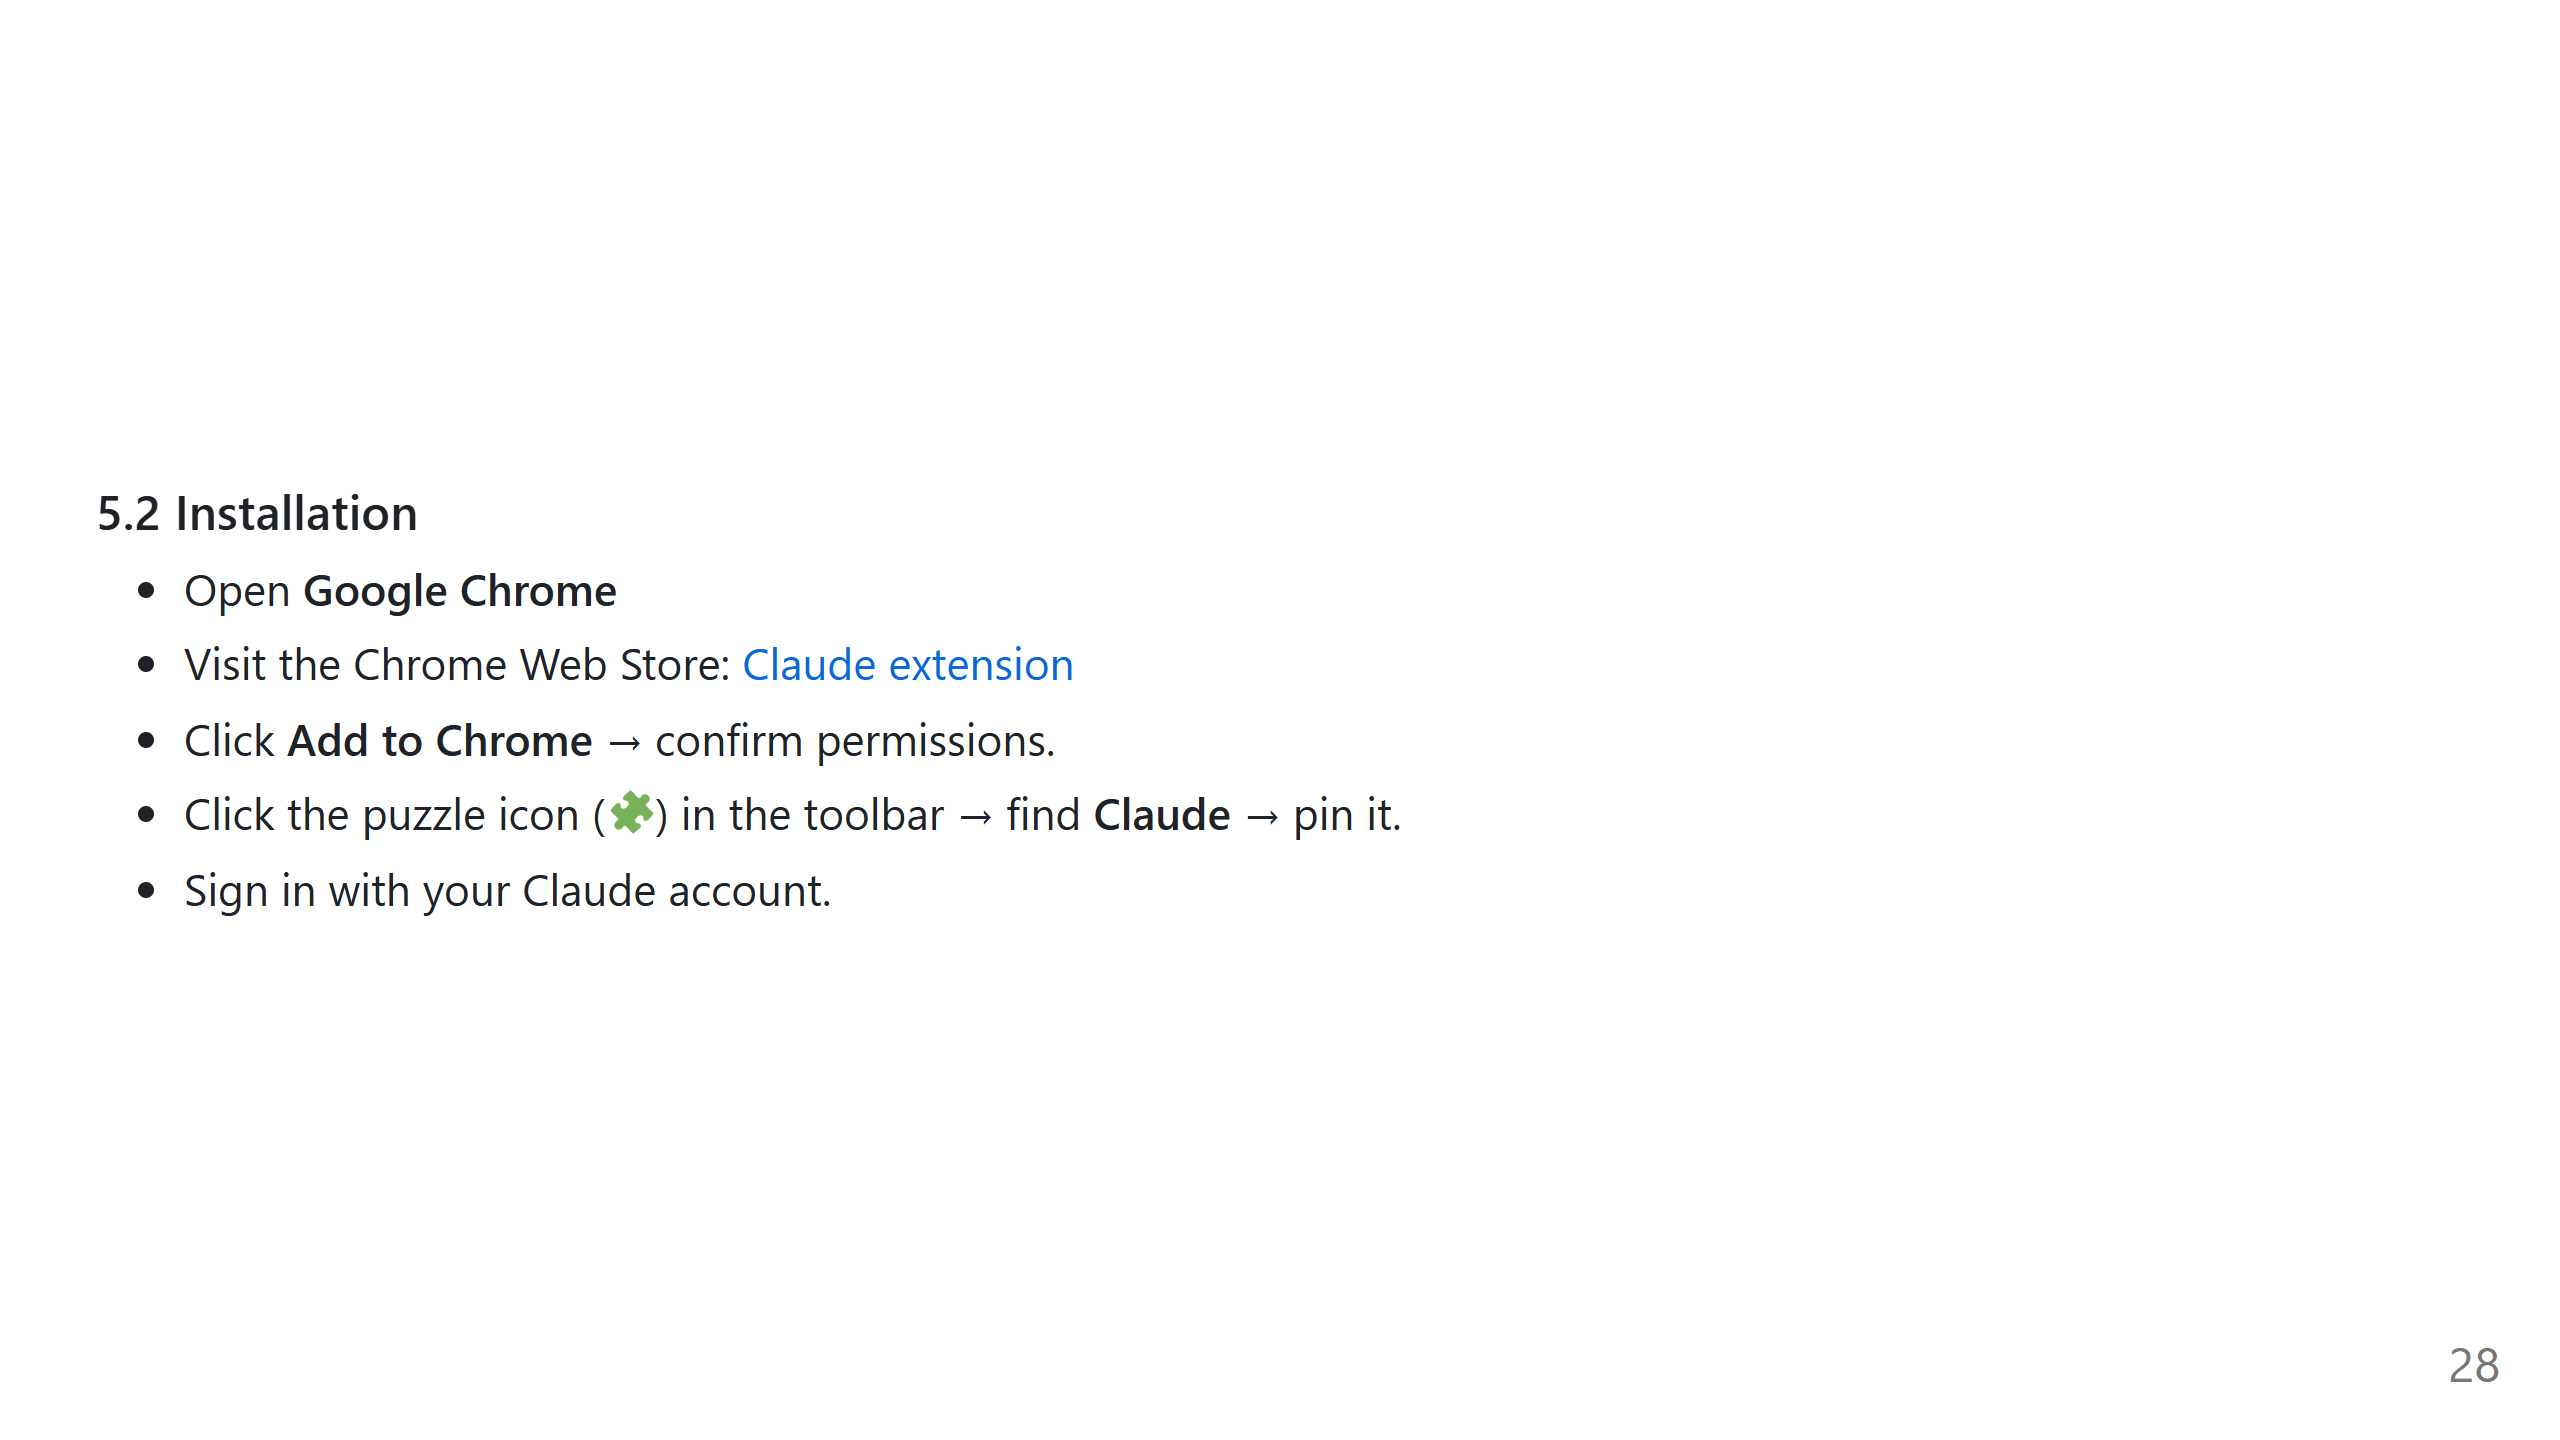 5.2 Installation
• Open Google Chrome
• Visit the Chrome Web Store: Claude extension
• Click Add to Chrome → confirm permissions.
• Click the puzzle icon (🧩) in the toolbar → find Claude → pin it.
• Sign in with your Claude account.
28